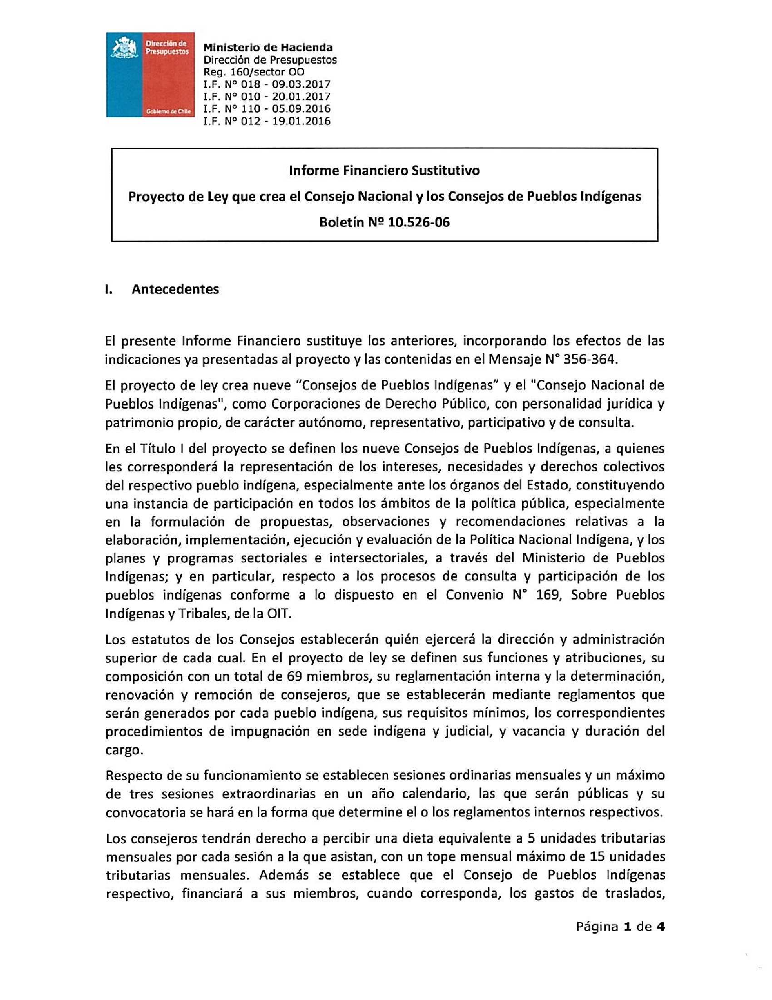 Dirección de
Presupuestos
Gobierno de Chile
Ministerio de Hacienda
Dirección de Presupuestos
Reg. 160/sector OO
I.F. Nº 018 - 09.03.2017
I.F. Nº 010 - 20.01.2017
I.F. Nº 110 - 05.09.2016
I.F. Nº 012 - 19.01.2016
Informe Financiero Sustitutivo
Proyecto de Ley que crea el Consejo Nacional y los Consejos de Pueblos Indígenas
Boletín Nº 10.526-06
I. Antecedentes
El presente Informe Financiero sustituye los anteriores, incorporando los efectos de las
indicaciones ya presentadas al proyecto y las contenidas en el Mensaje N° 356-364.
El proyecto de ley crea nueve “Consejos de Pueblos Indígenas” y el "Consejo Nacional de
Pueblos Indígenas", como Corporaciones de Derecho Público, con personalidad jurídica y
patrimonio propio, de carácter autónomo, representativo, participativo y de consulta.
En el Título I del proyecto se definen los nueve Consejos de Pueblos Indígenas, a quienes
les corresponderá la representación de los intereses, necesidades y derechos colectivos
del respectivo pueblo indígena, especialmente ante los órganos del Estado, constituyendo
una instancia de participación en todos los ámbitos de la política pública, especialmente
en la formulación de propuestas, observaciones y recomendaciones relativas a la
elaboración, implementación, ejecución y evaluación de la Política Nacional Indígena, y los
planes y programas sectoriales e intersectoriales, a través del Ministerio de Pueblos
Indígenas; y en particular, respecto a los procesos de consulta y participación de los
pueblos indígenas conforme a lo dispuesto en el Convenio N° 169, Sobre Pueblos
Indígenas y Tribales, de la OIT.
Los estatutos de los Consejos establecerán quién ejercerá la dirección y administración
superior de cada cual. En el proyecto de ley se definen sus funciones y atribuciones, su
composición con un total de 69 miembros, su reglamentación interna y la determinación,
renovación y remoción de consejeros, que se establecerán mediante reglamentos que
serán generados por cada pueblo indígena, sus requisitos mínimos, los correspondientes
procedimientos de impugnación en sede indígena y judicial, y vacancia y duración del
cargo.
Respecto de su funcionamiento se establecen sesiones ordinarias mensuales y un máximo
de tres sesiones extraordinarias en un año calendario, las que serán públicas y su
convocatoria se hará en la forma que determine el o los reglamentos internos respectivos.
Los consejeros tendrán derecho a percibir una dieta equivalente a 5 unidades tributarias
mensuales por cada sesión a la que asistan, con un tope mensual máximo de 15 unidades
tributarias mensuales. Además se establece que el Consejo de Pueblos Indígenas
respectivo, financiará a sus miembros, cuando corresponda, los gastos de traslados,
Página 1 de 4